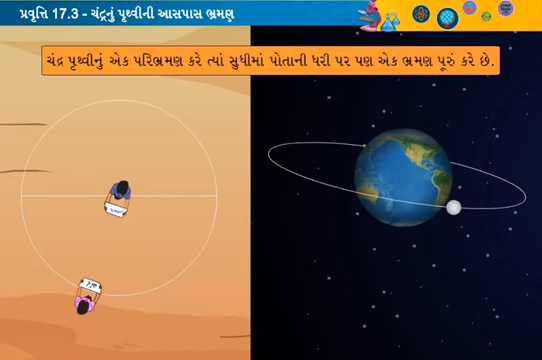 પ્રવૃત્તિ 17.3 - ચંદ્રનું પૃથ્વીની આસપાસ ભ્રમણ
ચંદ્ર પૃથ્વીનું એક પરિભ્રમણ કરે ત્યાં સુધીમાં પોતાની ધરી પર પણ એક ભ્રમણ પૂરું કરે છે.